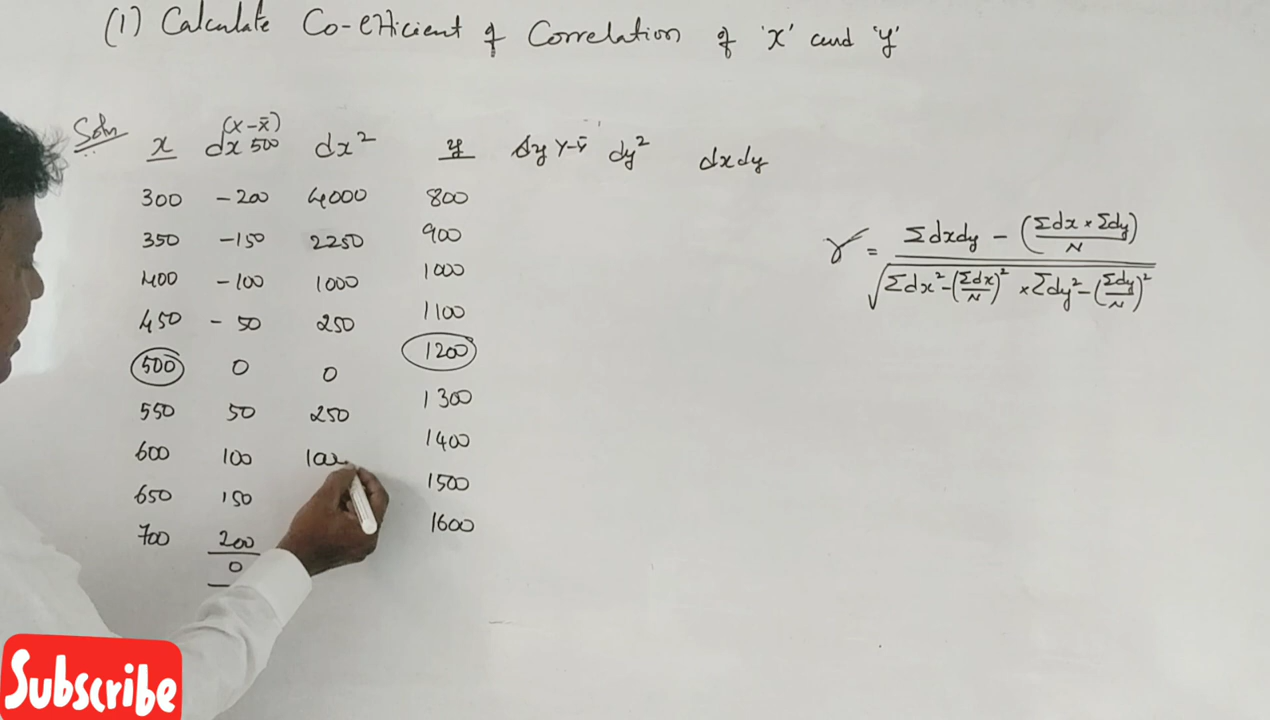 (1) Calculate Co-efficient of Correlation of 'x' and 'y'
Soln
(x-x̄)
x dx 500 dx² y dy Y-ȳ dy² dxdy
300 -200 4000 800
350 -150 2250 900
400 -100 1000 1000
450 -50 250 1100
500 0 0 1200
550 50 250 1300
600 100 100 1400
650 150 1500
700 200 1600
0
r = Σdxdy - (Σdx × Σdy / N) / √Σdx² - (Σdx / N)² × Σdy² - (Σdy / N)²
Subscribe